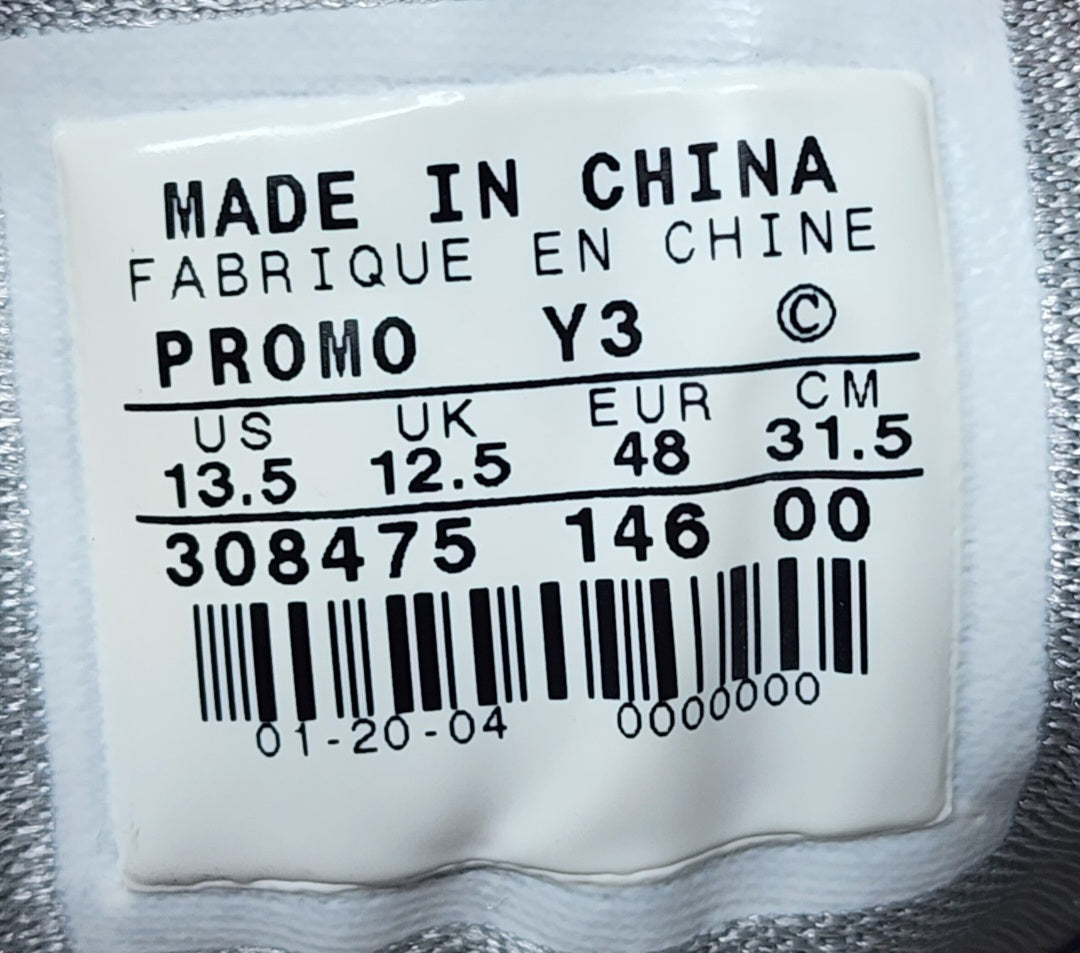 MADE IN CHINA
FABRIQUE EN CHINE
PROMO Y3 ©
US UK EUR CM
13.5 12.5 48 31.5
308475 146 00
01-20-04 0000000